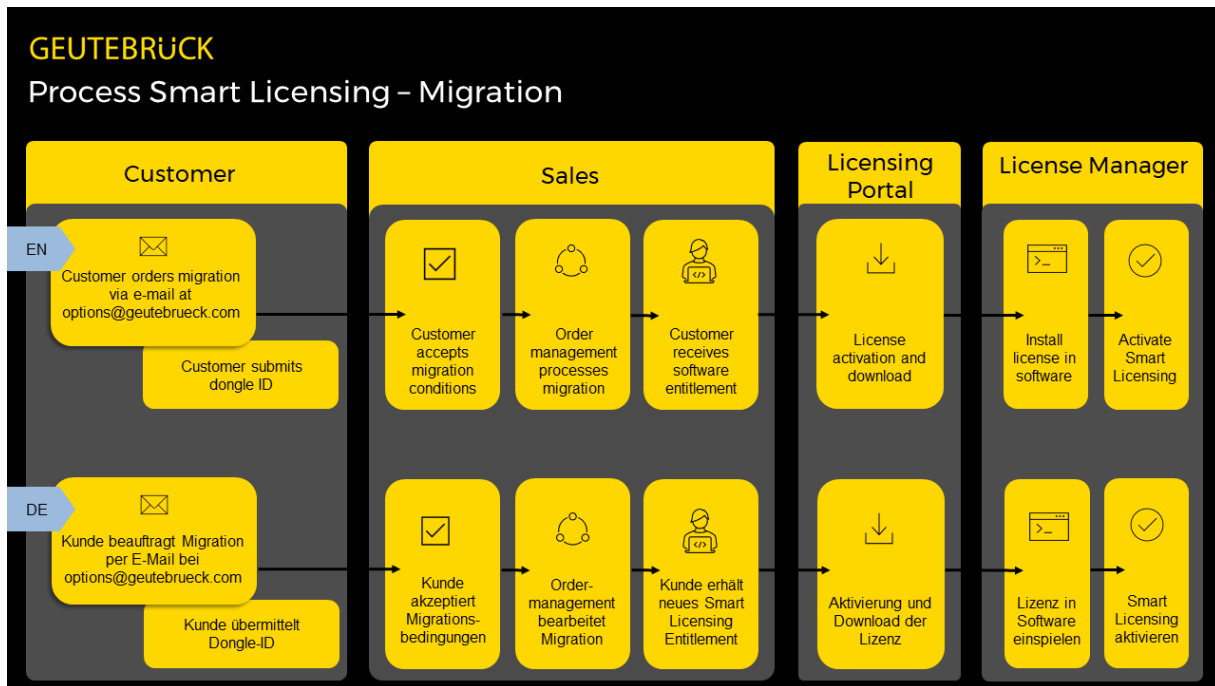 GEUTEBRÜCK
Process Smart Licensing – Migration
Customer
Sales
Licensing
Portal
License Manager
EN
Customer orders migration
via e-mail at
options@geutebrueck.com
Customer submits
dongle ID
Customer
accepts
migration
conditions
Order
management
processes
migration
Customer
receives
software
entitlement
License
activation and
download
Install
license in
software
Activate
Smart
Licensing
DE
Kunde beauftragt Migration
per E-Mail bei
options@geutebrueck.com
Kunde übermittelt
Dongle-ID
Kunde
akzeptiert
Migrations-
bedingungen
Order-
management
bearbeitet
Migration
Kunde erhält
neues Smart
Licensing
Entitlement
Aktivierung und
Download der
Lizenz
Lizenz in
Software
einspielen
Smart
Licensing
aktivieren